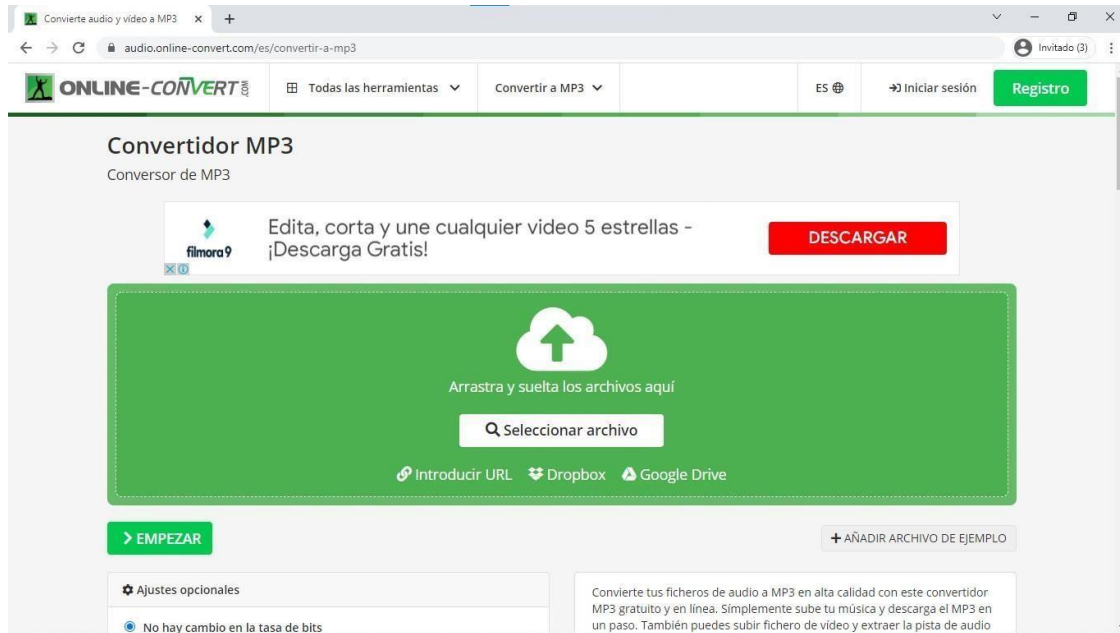 Convierte audio y vídeo a MP3
audio.online-convert.com/es/convertir-a-mp3
Invitado (3)
ONLINE-CONVERT COM
Todas las herramientas
Convertir a MP3
ES
Iniciar sesión
Registro
Convertidor MP3
Conversor de MP3
filmora9
Edita, corta y une cualquier video 5 estrellas -
¡Descarga Gratis!
DESCARGAR
Arrastra y suelta los archivos aquí
Seleccionar archivo
Introducir URL Dropbox Google Drive
EMPEZAR
+ AÑADIR ARCHIVO DE EJEMPLO
Ajustes opcionales
No hay cambio en la tasa de bits
Convierte tus ficheros de audio a MP3 en alta calidad con este convertidor
MP3 gratuito y en línea. Símplemente sube tu música y descarga el MP3 en
un paso. También puedes subir fichero de vídeo y extraer la pista de audio